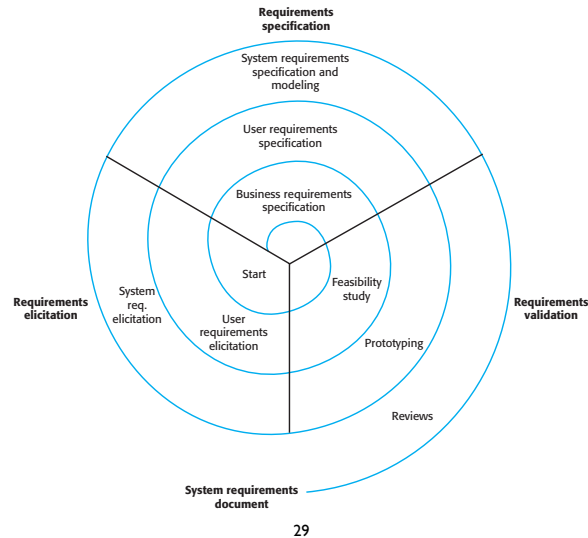 Requirements
specification
System requirements
specification and
modeling
User requirements
specification
Business requirements
specification
Start
Feasibility
study
Requirements
elicitation
System
req.
elicitation
User
requirements
elicitation
Requirements
validation
Prototyping
Reviews
System requirements
document
29